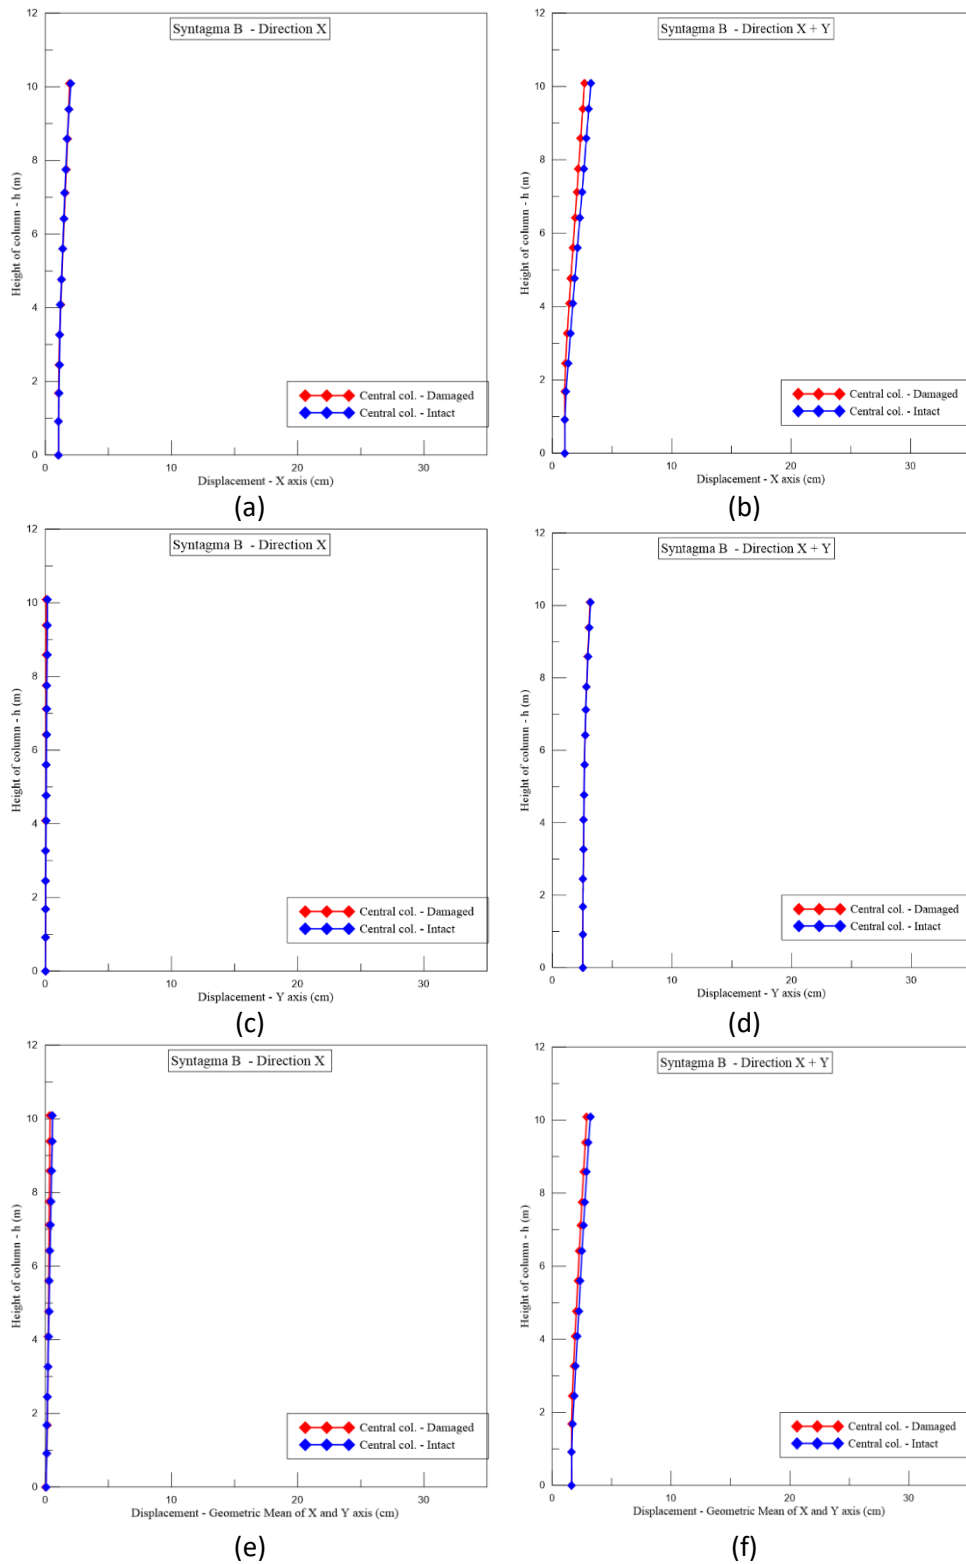 Syntagma B - Direction X
12
10
8
6
4
2
0
Height of column - h (m)
Central col. - Damaged
Central col. - Intact
0 10 20 30
Displacement - X axis (cm)
(a)
Syntagma B - Direction X + Y
12
10
8
6
4
2
0
Height of column - h (m)
Central col. - Damaged
Central col. - Intact
0 10 20 30
Displacement - X axis (cm)
(b)
Syntagma B - Direction X
12
10
8
6
4
2
0
Height of column - h (m)
Central col. - Damaged
Central col. - Intact
0 10 20 30
Displacement - Y axis (cm)
(c)
Syntagma B - Direction X + Y
12
10
8
6
4
2
0
Height of column - h (m)
Central col. - Damaged
Central col. - Intact
0 10 20 30
Displacement - Y axis (cm)
(d)
Syntagma B - Direction X
12
10
8
6
4
2
0
Height of column - h (m)
Central col. - Damaged
Central col. - Intact
0 10 20 30
Displacement - Geometric Mean of X and Y axis (cm)
(e)
Syntagma B - Direction X + Y
12
10
8
6
4
2
0
Height of column - h (m)
Central col. - Damaged
Central col. - Intact
0 10 20 30
Displacement - Geometric Mean of X and Y axis (cm)
(f)